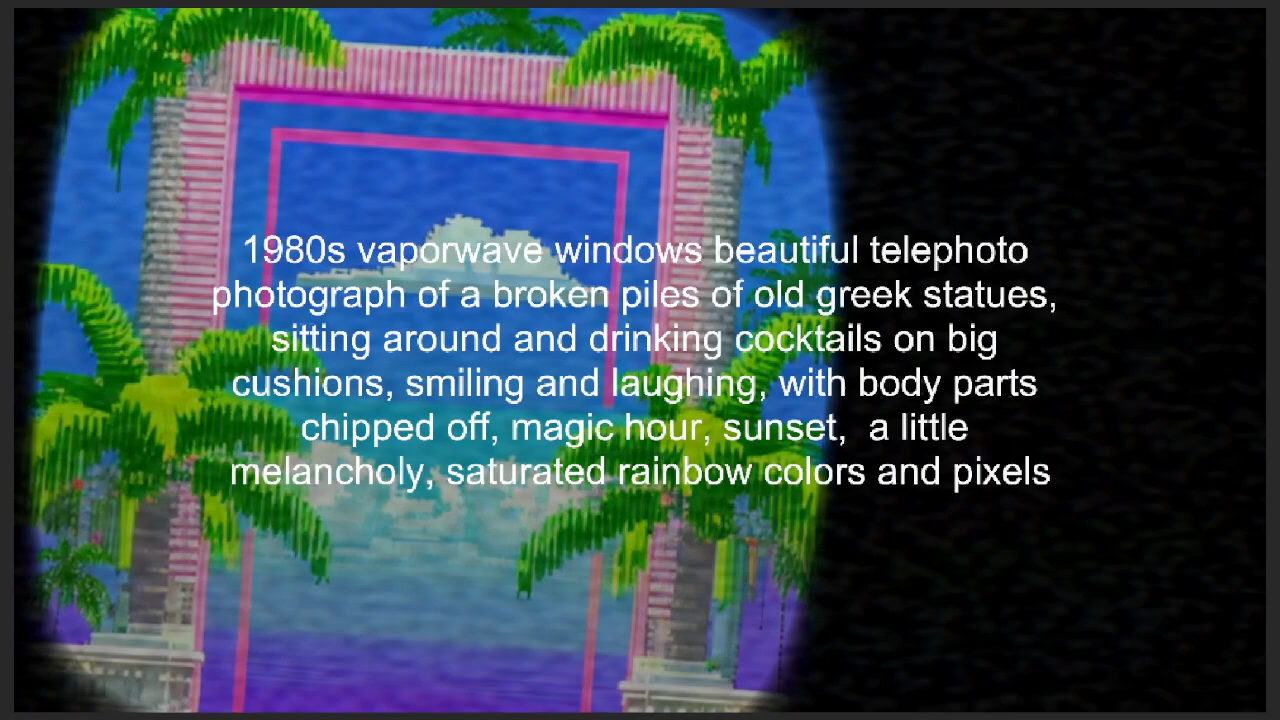 1980s vaporwave windows beautiful telephoto
photograph of a broken piles of old greek statues,
sitting around and drinking cocktails on big
cushions, smiling and laughing, with body parts
chipped off, magic hour, sunset,  a little
melancholy, saturated rainbow colors and pixels